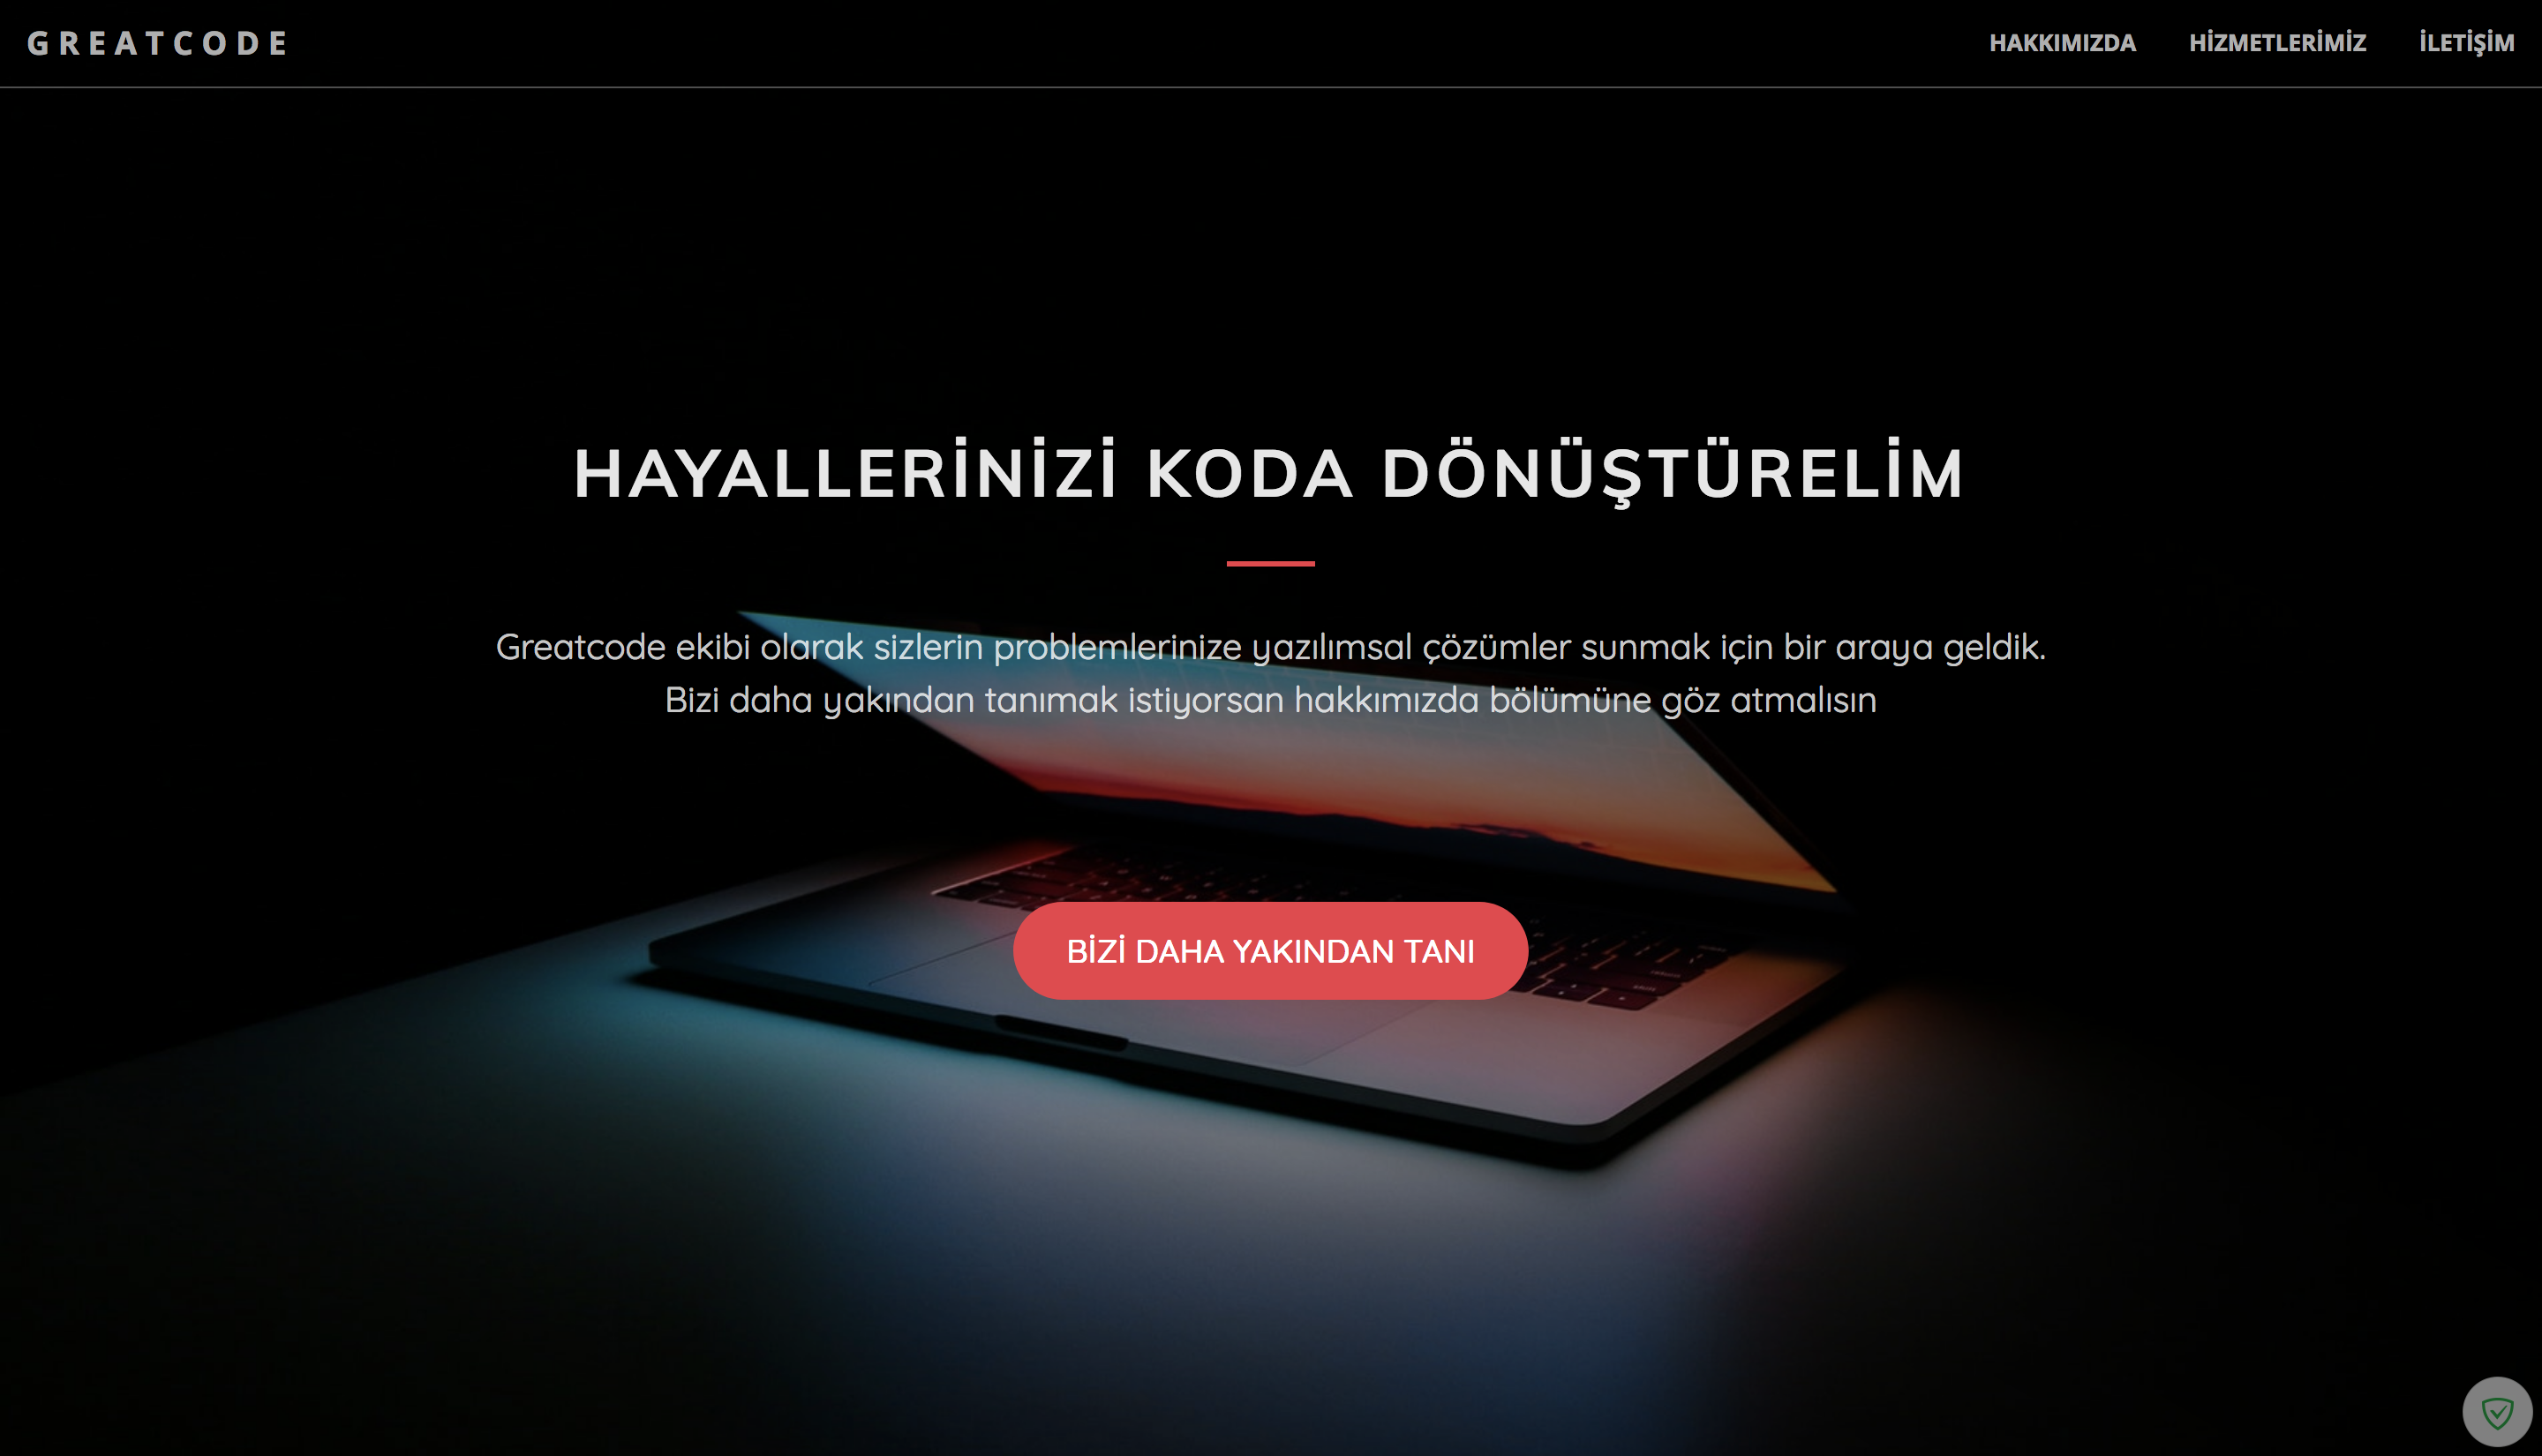 GREATCODE
HAKKIMIZDA
HİZMETLERİMİZ
İLETİŞİM
HAYALLERİNİZİ KODA DÖNÜŞTÜRELİM
Greatcode ekibi olarak sizlerin problemlerinize yazılımsal çözümler sunmak için bir araya geldik.
Bizi daha yakından tanımak istiyorsan hakkımızda bölümüne göz atmalısın
BİZİ DAHA YAKINDAN TANI